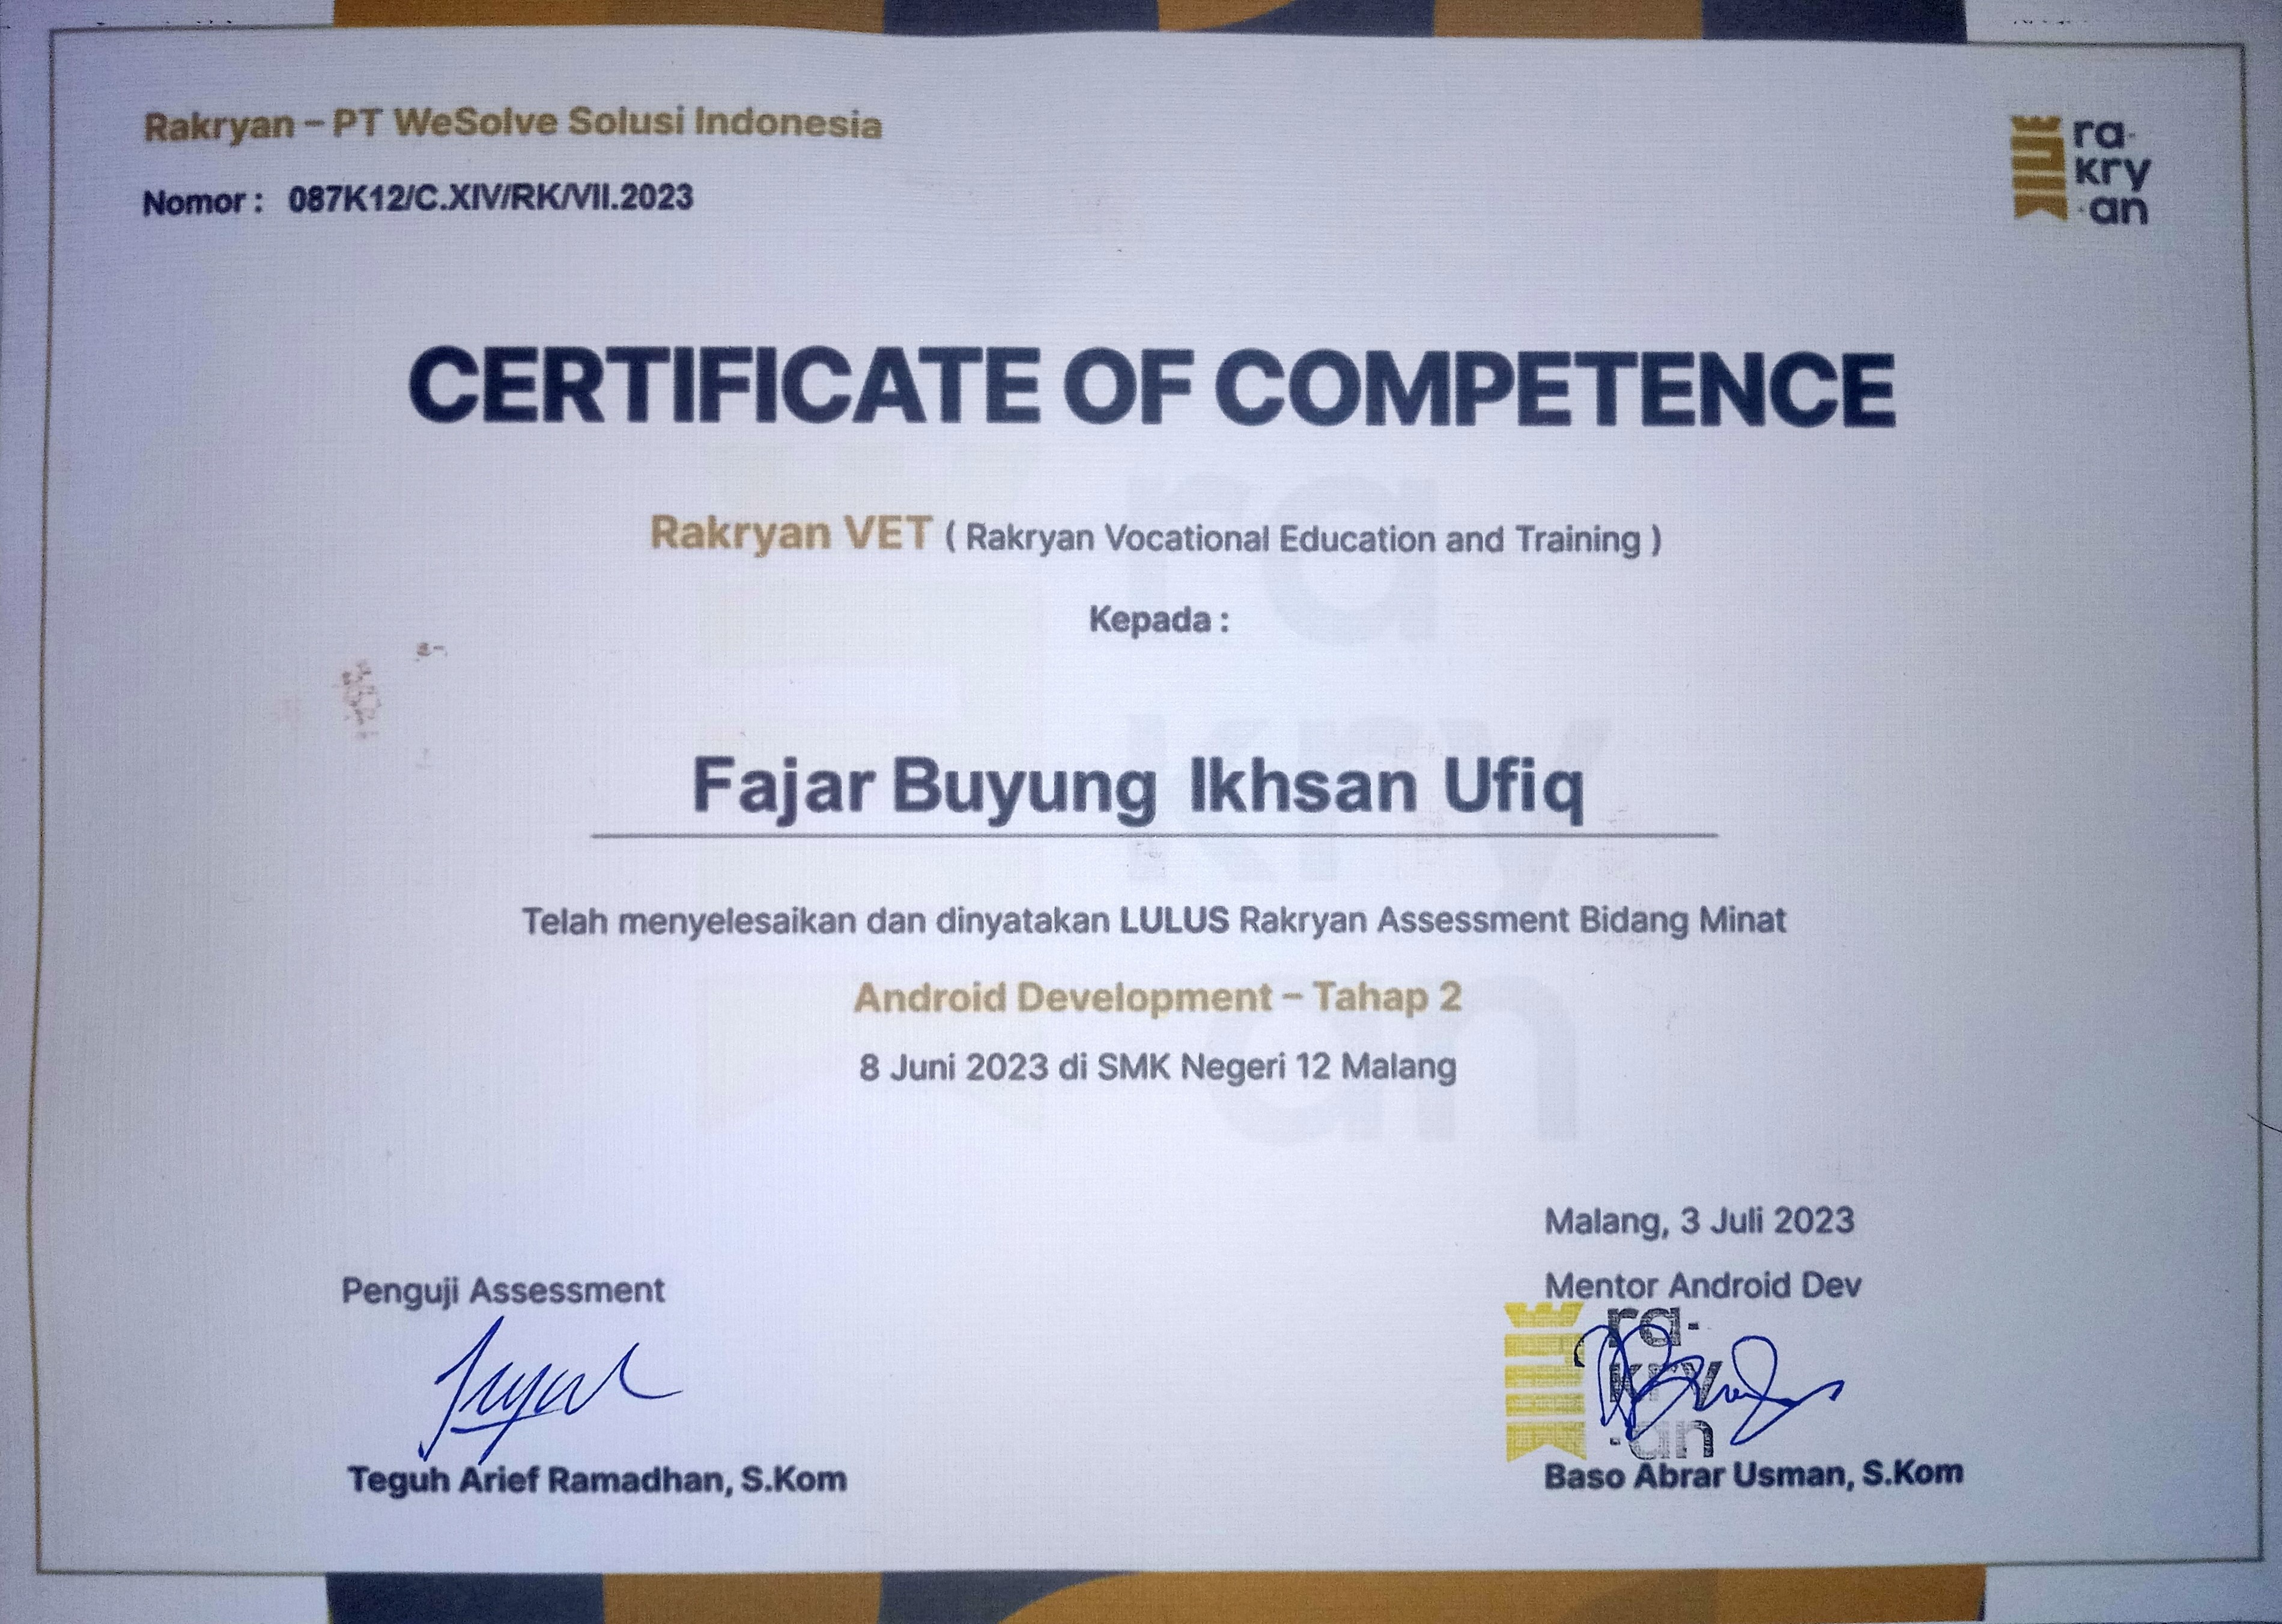 Rakryan – PT WeSolve Solusi Indonesia
Nomor : 087K12/C.XIV/RK/VII.2023
ra·
kry
·an
CERTIFICATE OF COMPETENCE
Rakryan VET ( Rakryan Vocational Education and Training )
Kepada :
Fajar Buyung Ikhsan Ufiq
Telah menyelesaikan dan dinyatakan LULUS Rakryan Assessment Bidang Minat
Android Development – Tahap 2
8 Juni 2023 di SMK Negeri 12 Malang
Malang, 3 Juli 2023
Penguji Assessment
Mentor Android Dev
ra·
kry
·an
Teguh Arief Ramadhan, S.Kom
Baso Abrar Usman, S.Kom